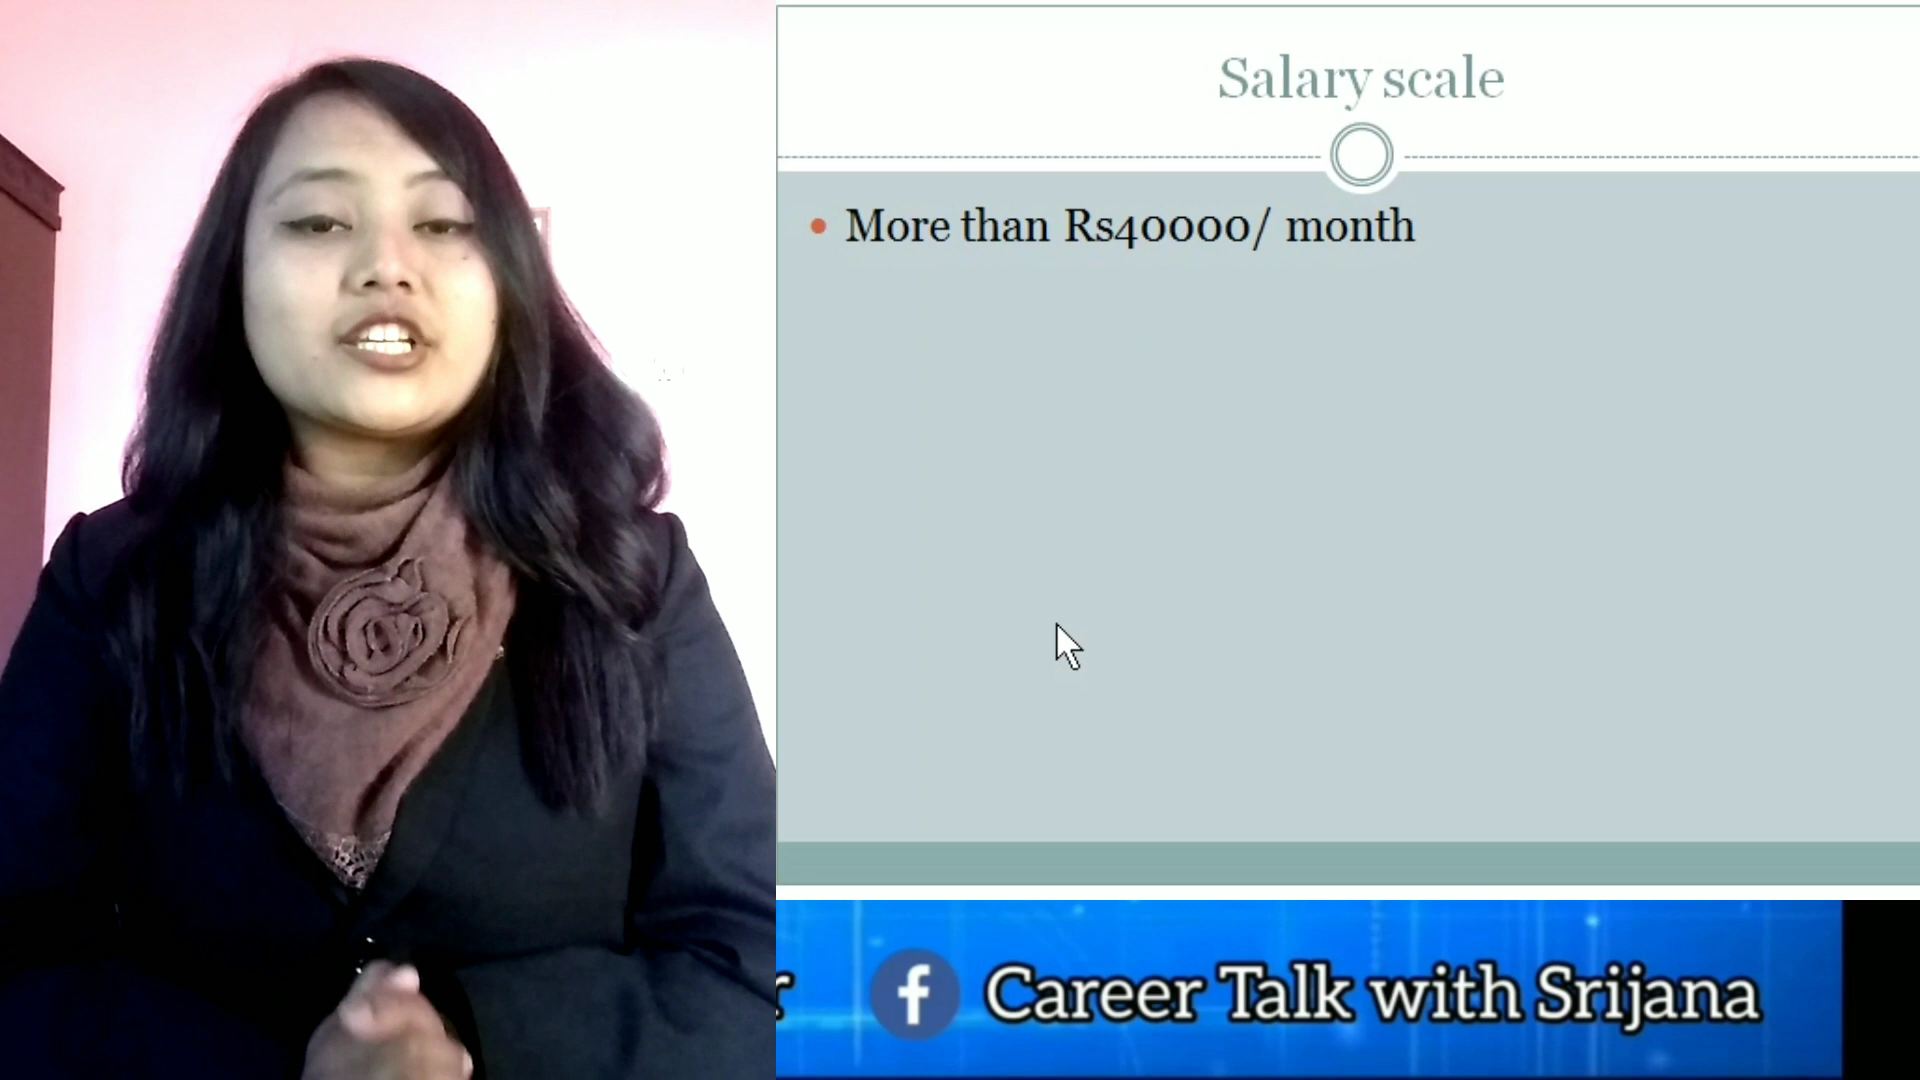 Salary scale
• More than Rs40000/ month
Career Talk with Srijana